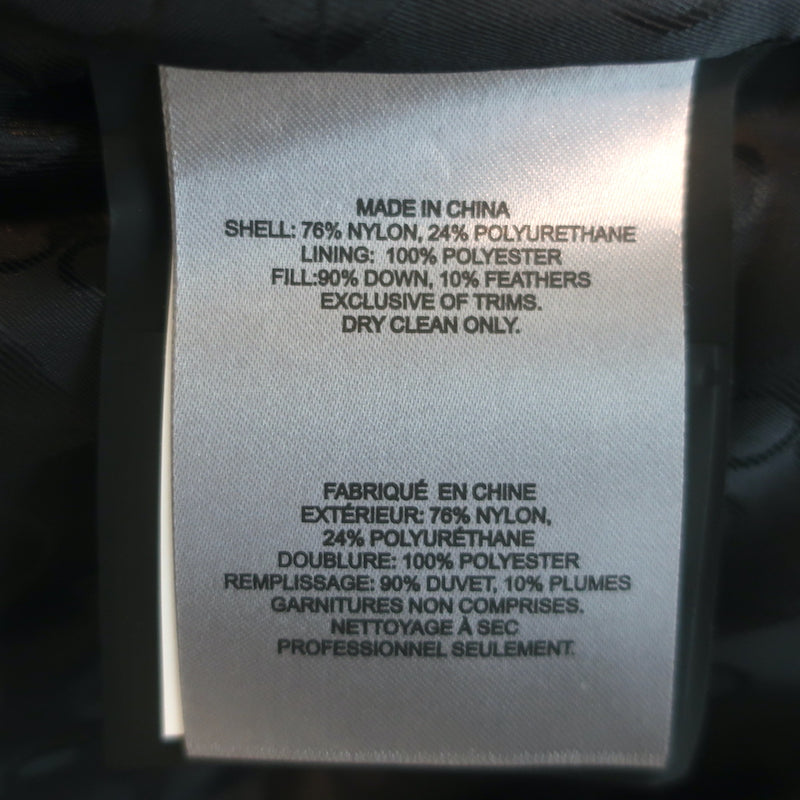 MADE IN CHINA
SHELL: 76% NYLON, 24% POLYURETHANE
LINING: 100% POLYESTER
FILL:90% DOWN, 10% FEATHERS
EXCLUSIVE OF TRIMS.
DRY CLEAN ONLY.
FABRIQUÉ EN CHINE
EXTÉRIEUR: 76% NYLON,
24% POLYURÉTHANE
DOUBLURE: 100% POLYESTER
REMPLISSAGE: 90% DUVET, 10% PLUMES
GARNITURES NON COMPRISES.
NETTOYAGE À SEC
PROFESSIONNEL SEULEMENT.